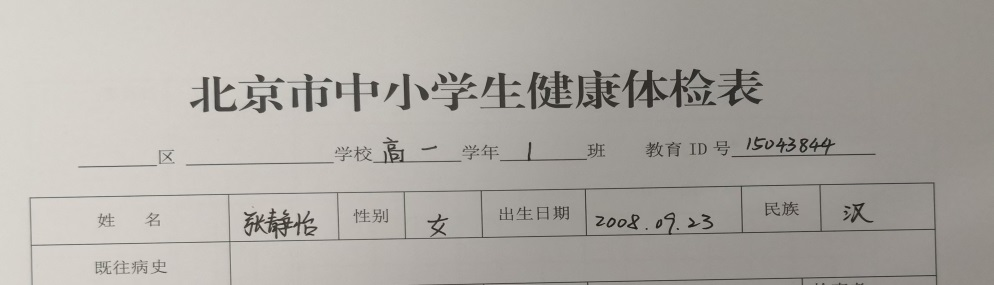 北京市中小学生健康体检表
区 学校 高一 学年 1 班 教育 ID 号 15043844
姓 名 张静怡 性别 女 出生日期 2008.09.23 民族 汉
既往病史